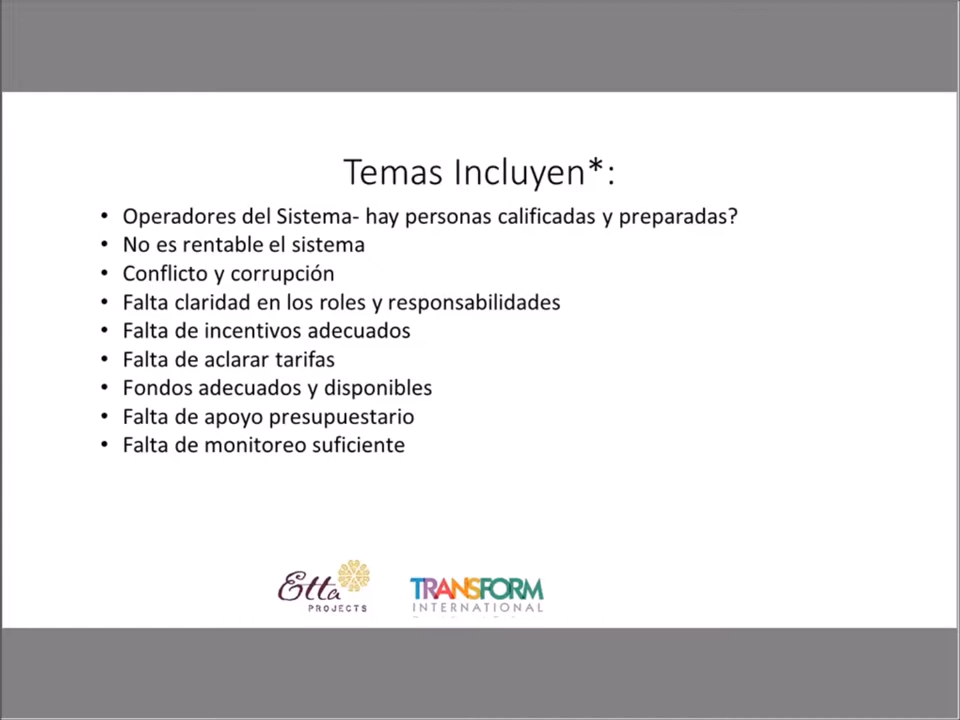 Temas Incluyen*:
• Operadores del Sistema- hay personas calificadas y preparadas?
• No es rentable el sistema
• Conflicto y corrupción
• Falta claridad en los roles y responsabilidades
• Falta de incentivos adecuados
• Falta de aclarar tarifas
• Fondos adecuados y disponibles
• Falta de apoyo presupuestario
• Falta de monitoreo suficiente
Etta
PROJECTS
TRANSFORM
INTERNATIONAL